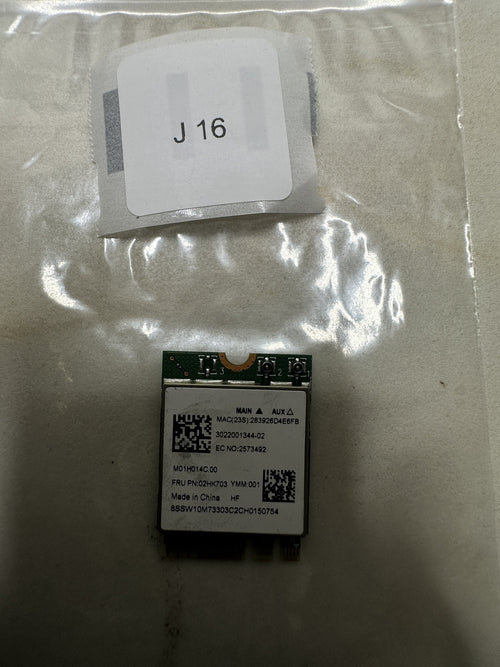 J 16
MAIN ▲ AUX △
MAC(23S):283926D4E6FB
3022001344-02
EC NO:2573492
M01H014C.00
FRU PN:02HK703 YMM:001
Made in China HF
8SSW10M73303C2CH0150754